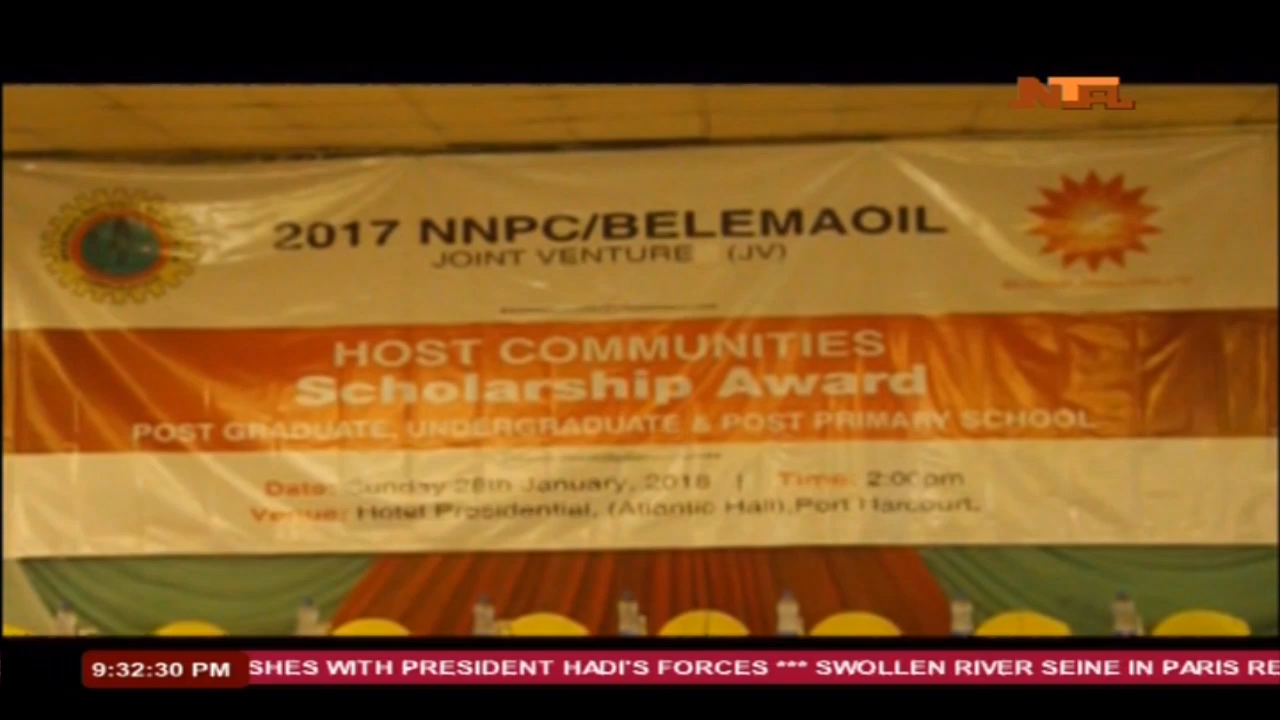 NTA
2017 NNPC/BELEMAOIL
JOINT VENTURE (JV)
HOST COMMUNITIES
Scholarship Award
POST GRADUATE, UNDERGRADUATE & POST PRIMARY SCHOOL
Date: Sunday 28th January, 2018 | Time: 2:00pm
Venue: Hotel Presidential, (Atlantic Hall), Port Harcourt.
9:32:30 PM SHES WITH PRESIDENT HADI'S FORCES *** SWOLLEN RIVER SEINE IN PARIS RE